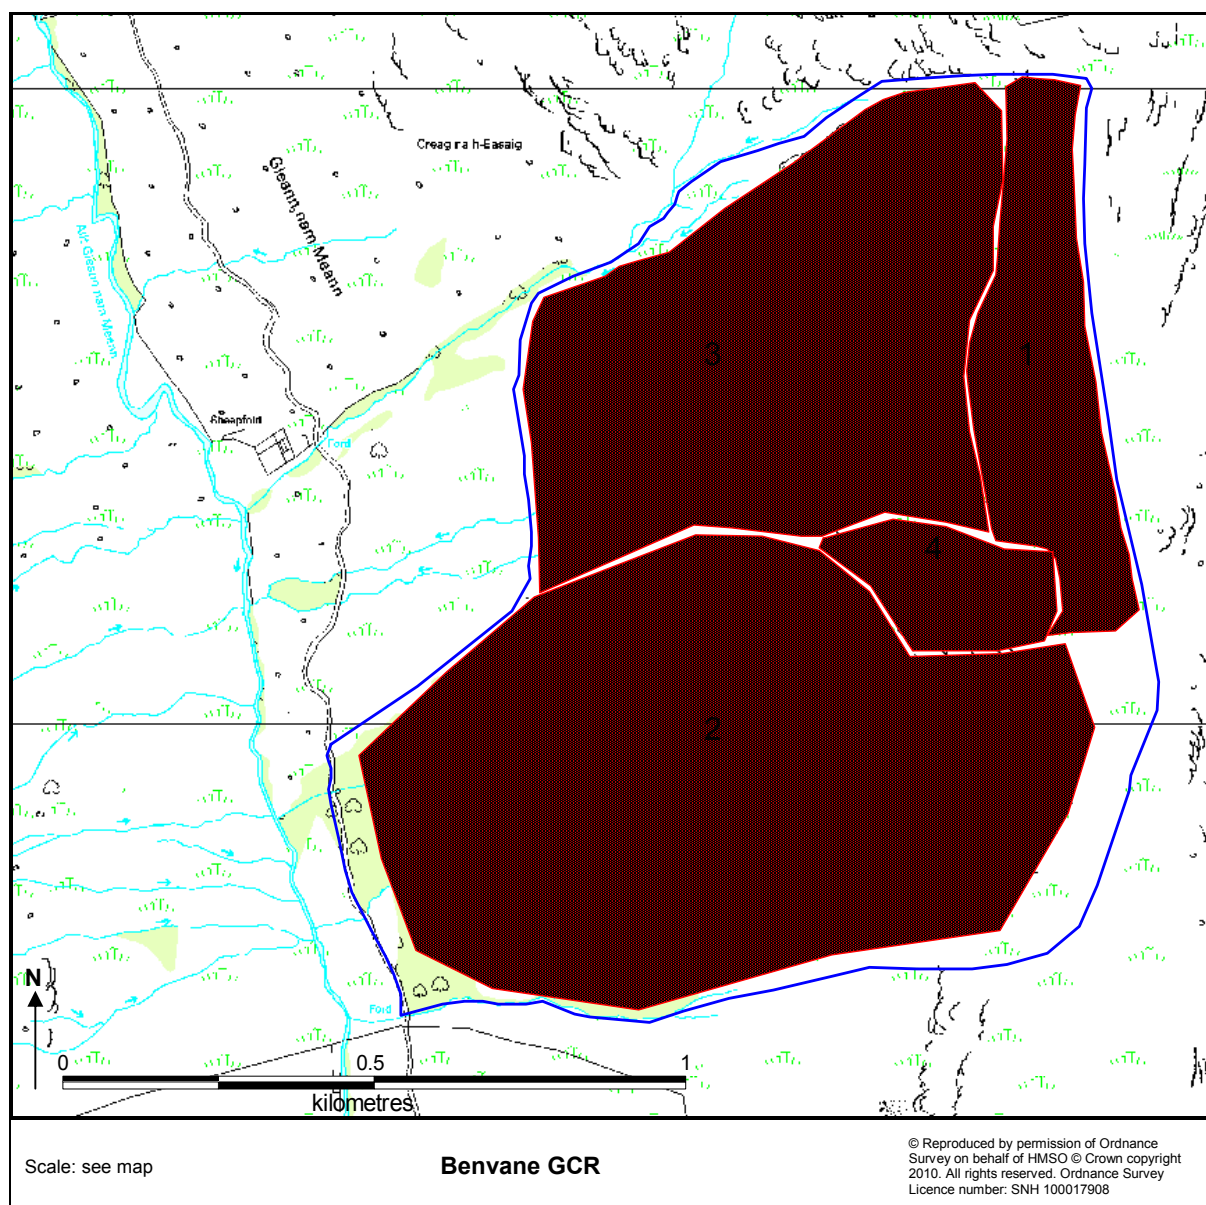 Creag na h-Easaig
Gleann nam Meann
Allt Gleann nam Meann
3
1
Sheepfold
Ford
4
2
N
Ford
0 0.5 1
kilometres
Scale: see map
Benvane GCR
© Reproduced by permission of Ordnance
Survey on behalf of HMSO © Crown copyright
2010. All rights reserved. Ordnance Survey
Licence number: SNH 100017908